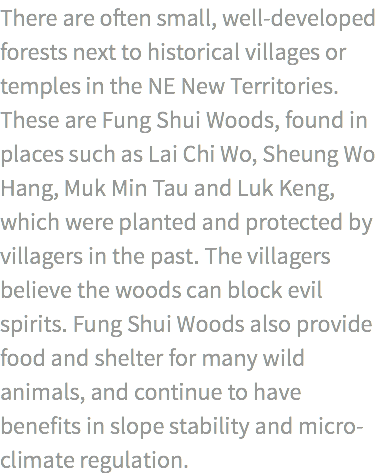 There are often small, well-developed
forests next to historical villages or
temples in the NE New Territories.
These are Fung Shui Woods, found in
places such as Lai Chi Wo, Sheung Wo
Hang, Muk Min Tau and Luk Keng,
which were planted and protected by
villagers in the past. The villagers
believe the woods can block evil
spirits. Fung Shui Woods also provide
food and shelter for many wild
animals, and continue to have
benefits in slope stability and micro-
climate regulation.